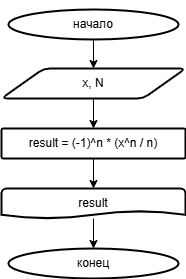 начало
x, N
result = (-1)^n * (x^n / n)
result
конец